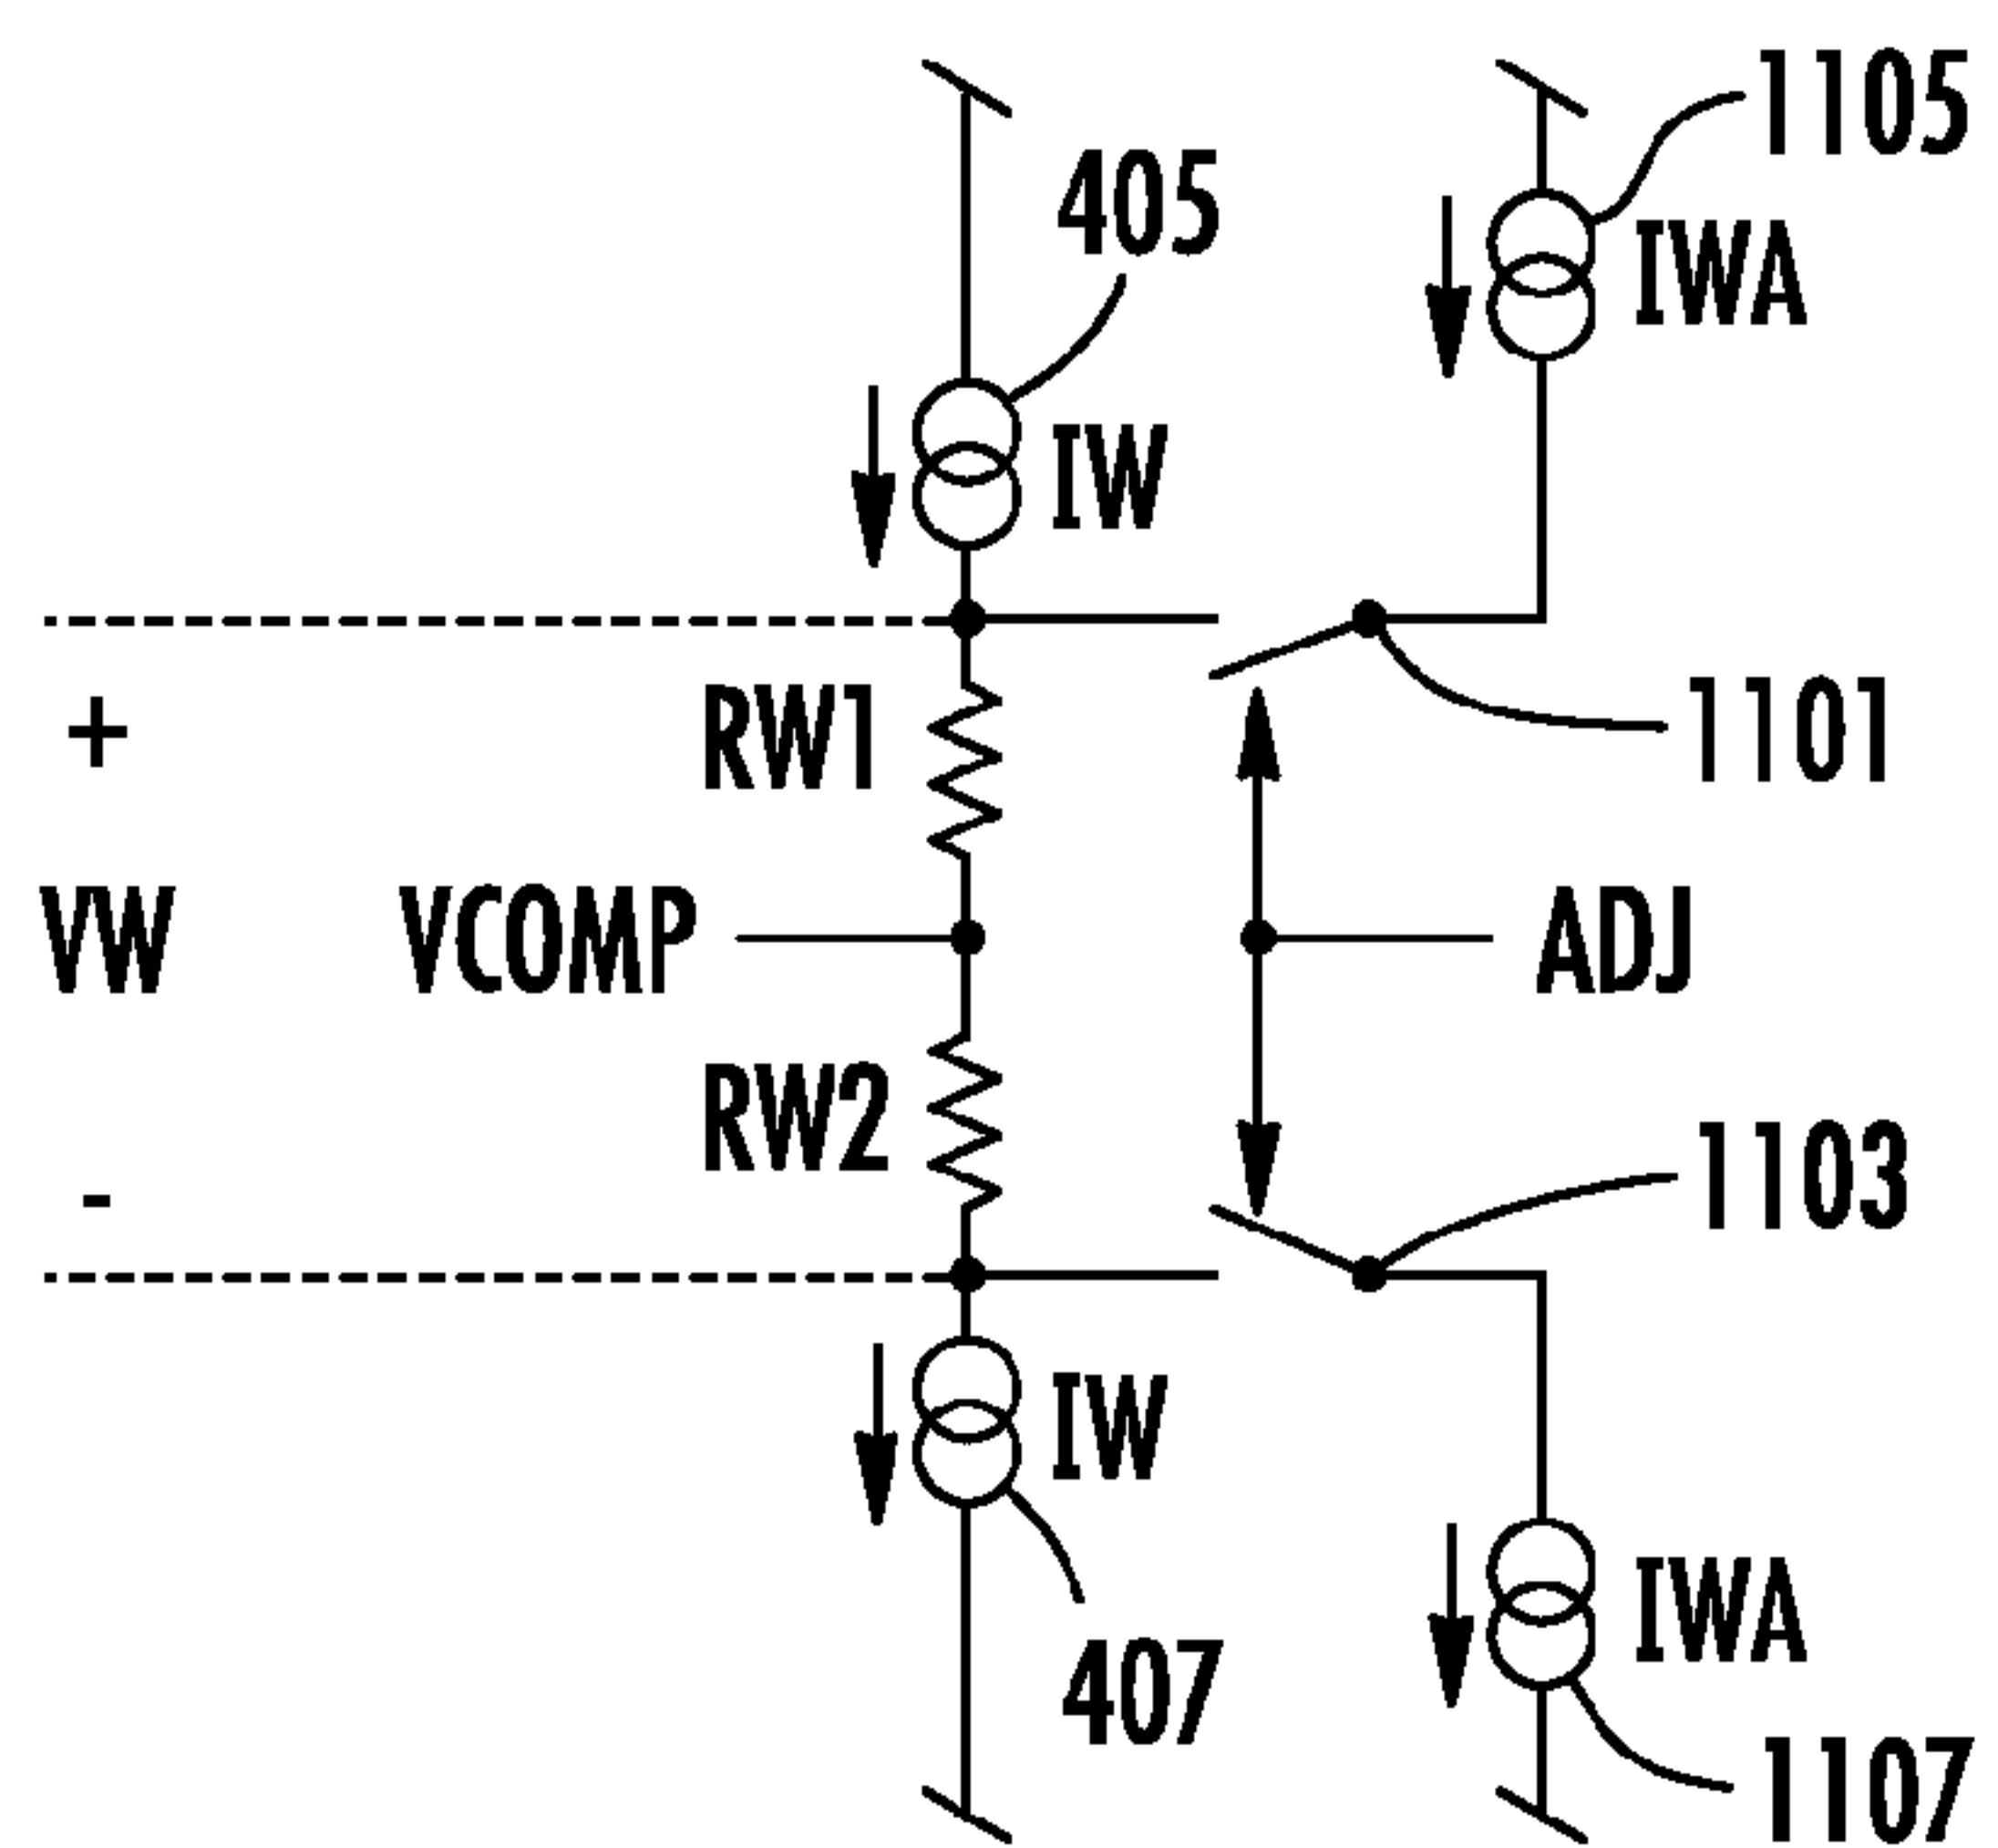 1105
405
IWA
IW
+
RW1
1101
VW
VCOMP
ADJ
RW2
1103
-
IW
IWA
407
1107